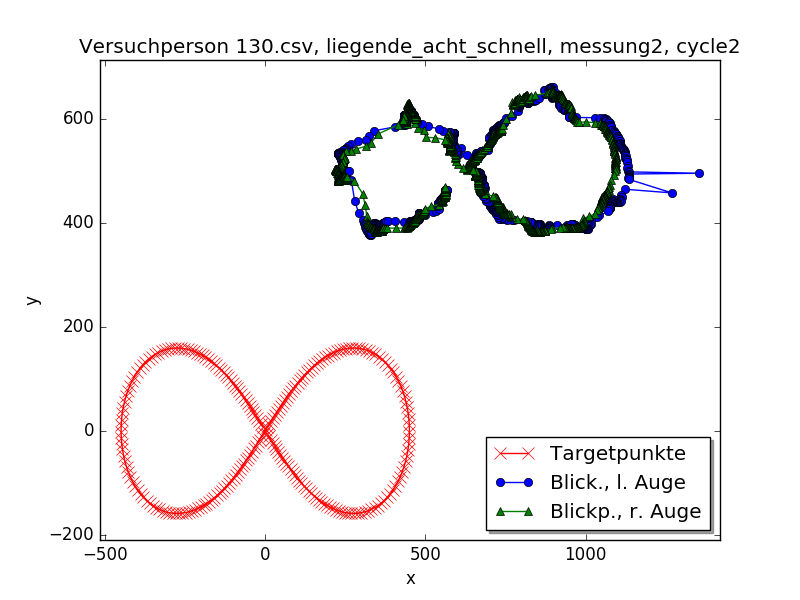 Versuchperson 130.csv, liegende_acht_schnell, messung2, cycle2
y
600
400
200
0
−200
−500
0
500
1000
x
Targetpunkte
Blick., l. Auge
Blickp., r. Auge